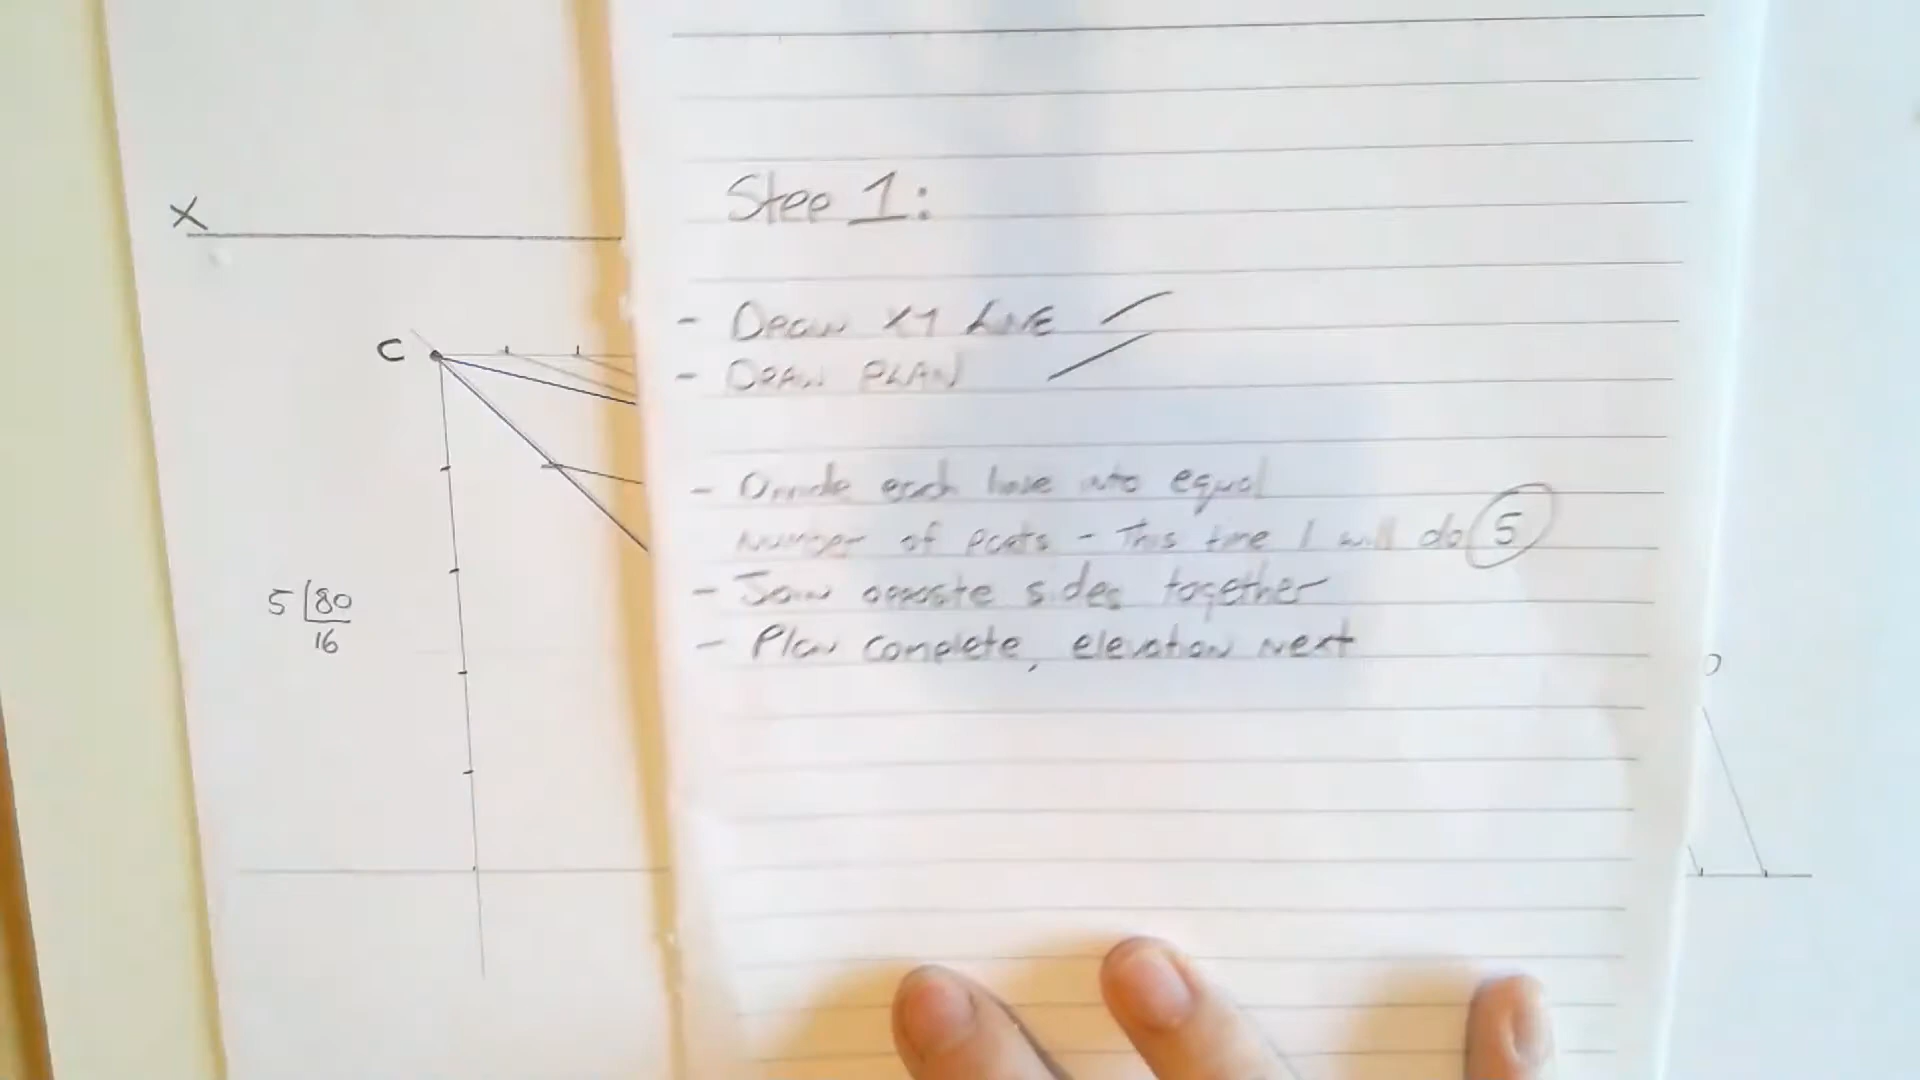 X
C
5 80
16
Step 1:
- DRAW XY LINE
- DRAW PLAN
- Divide each line into equal
number of parts - This time I will do 5
- Join opposite sides together
- Plan complete, elevation next